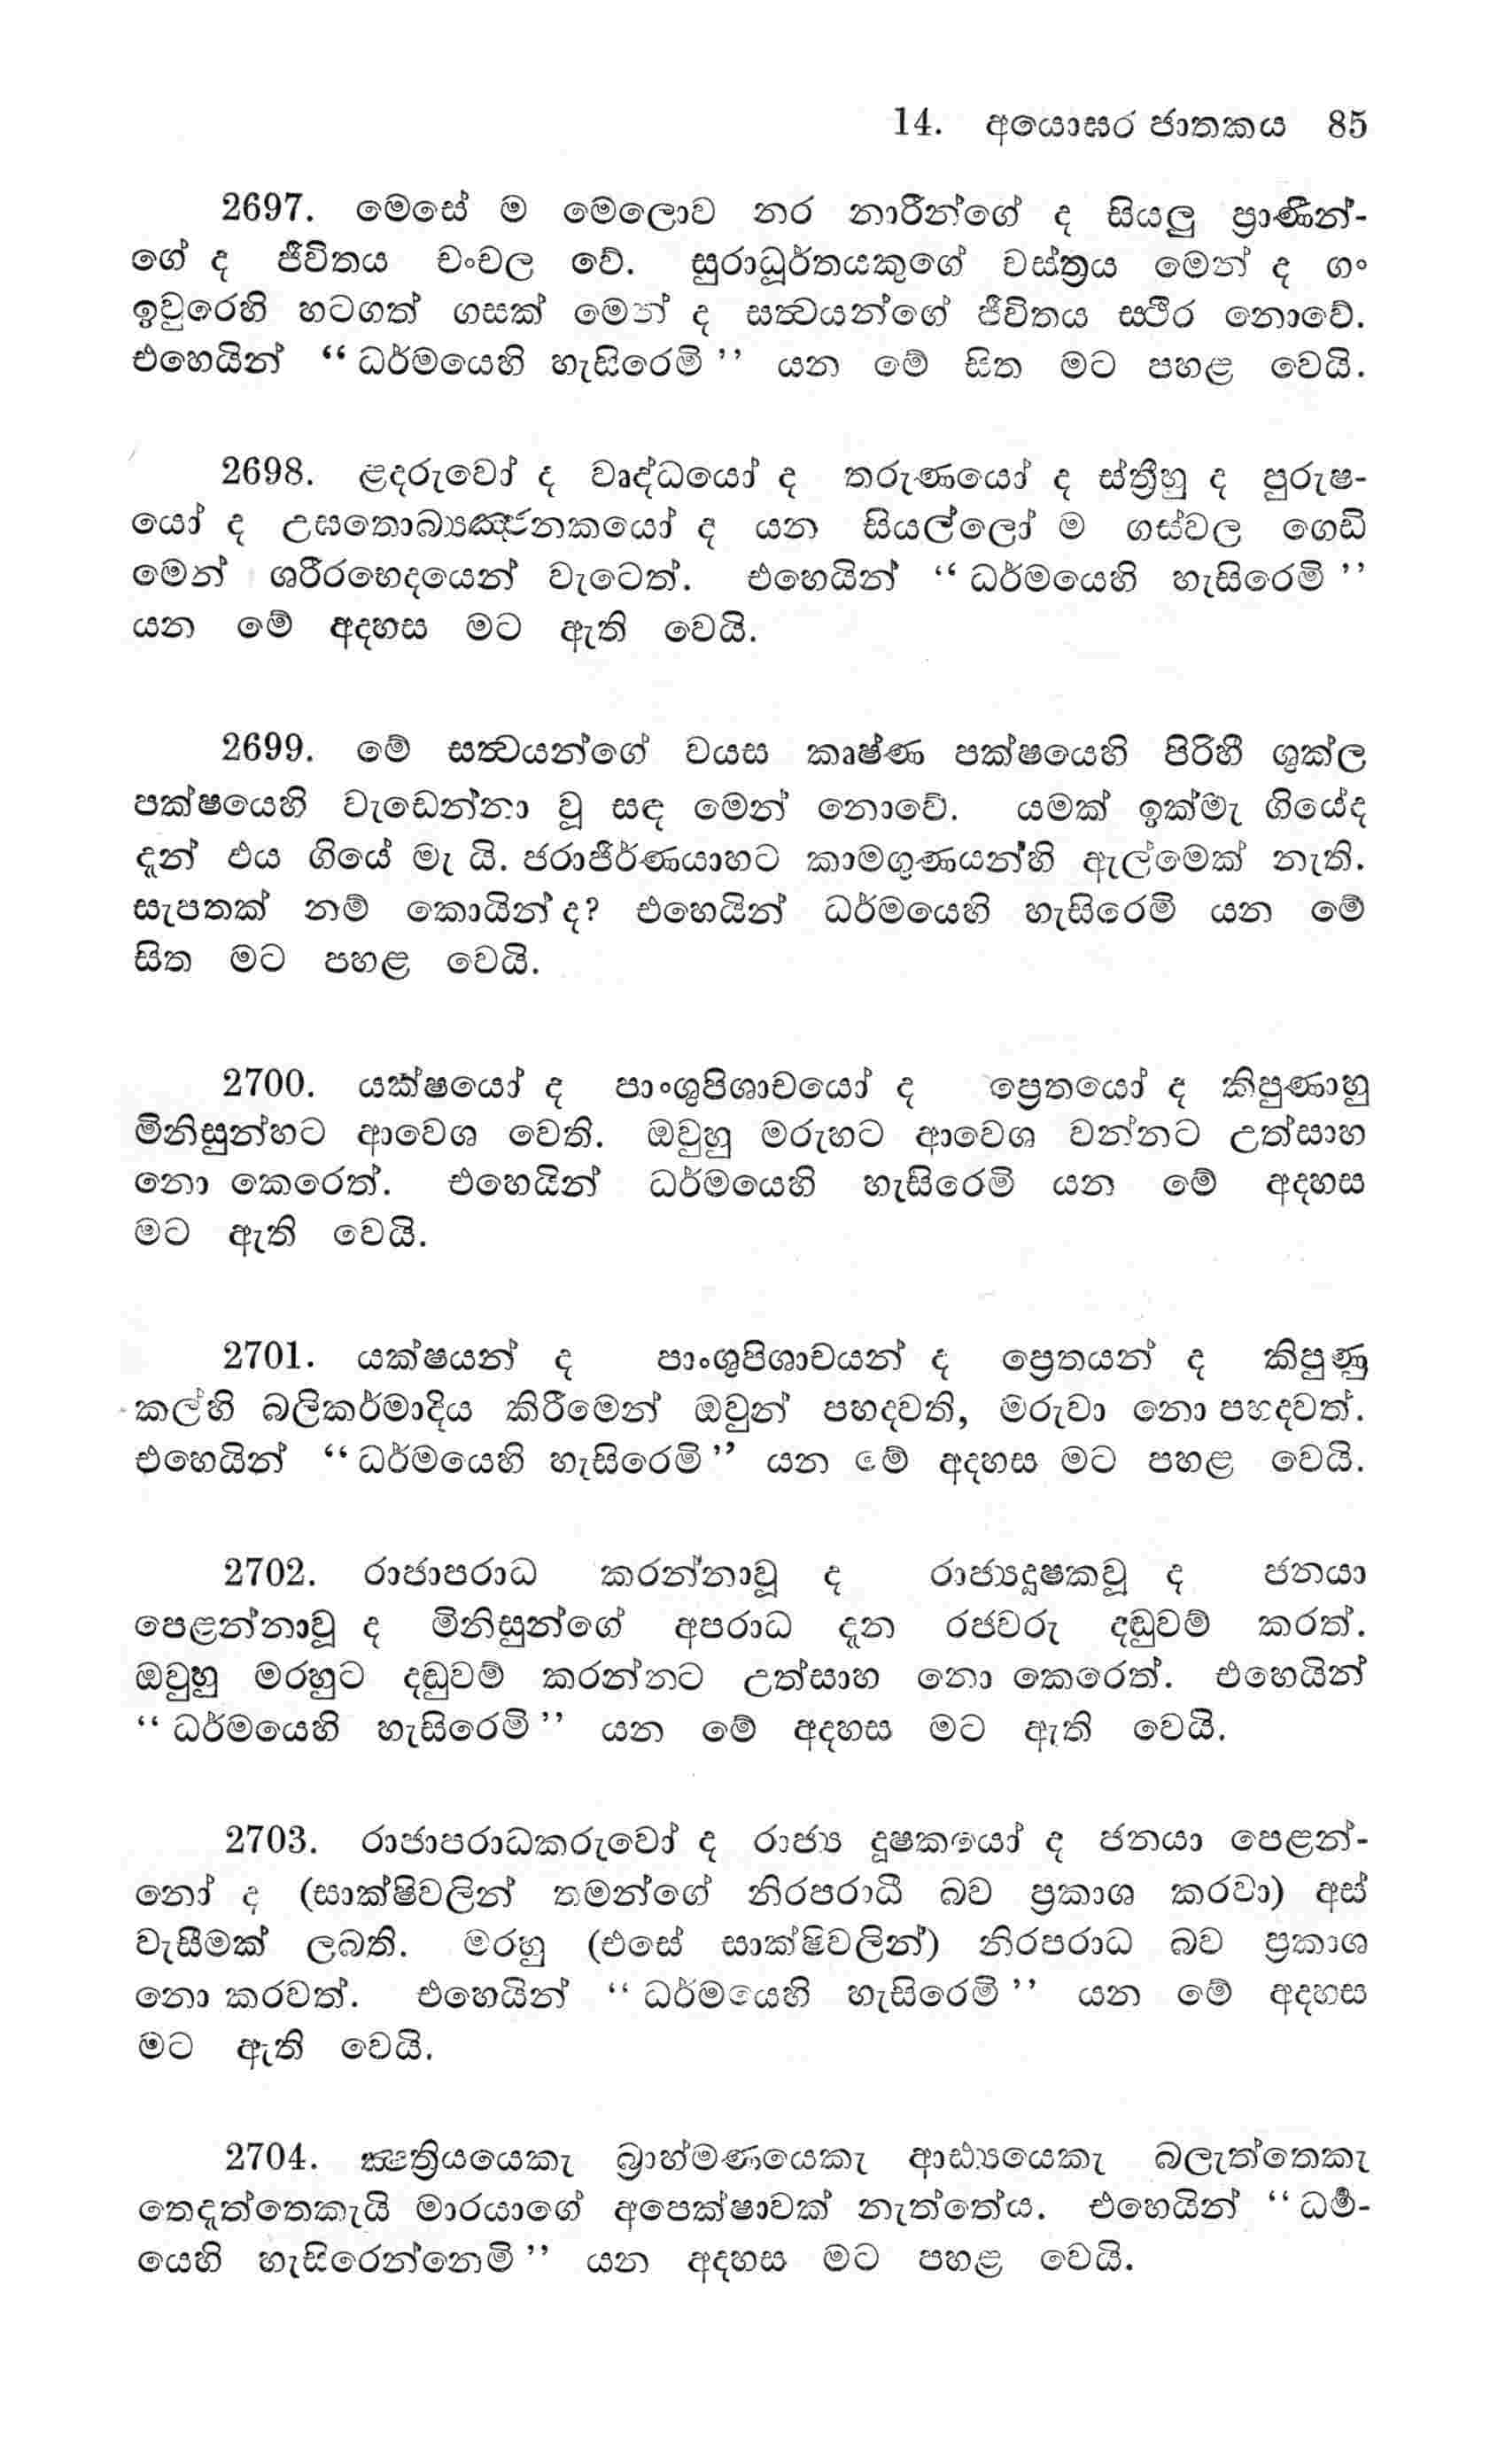 14. අයොඝර ජාතකය 85
2697. මෙසේ ම මෙලොව නර නාරීන්ගේ ද සියලු ප්‍රාණීන්-
ගේ ද ජීවිතය චංචල වේ. සුරාධූර්තයකුගේ වස්ත්‍රය මෙන් ද ගං
ඉවුරෙහි හටගත් ගසක් මෙන් ද සත්‍වයන්ගේ ජීවිතය ස්ථිර නොවේ.
එහෙයින් “ ධර්මයෙහි හැසිරෙමි ” යන මේ සිත මට පහළ වෙයි.
2698. ළදරුවෝ ද වෘද්ධයෝ ද තරුණයෝ ද ස්ත්‍රීහු ද පුරුෂ-
යෝ ද උභතොබ්‍යඤ්ජනකයෝ ද යන සියල්ලෝ ම ගස්වල ගෙඩි
මෙන් ශරීරභෙදයෙන් වැටෙත්. එහෙයින් “ ධර්මයෙහි හැසිරෙමි ”
යන මේ අදහස මට ඇති වෙයි.
2699. මේ සත්‍වයන්ගේ වයස කෘෂ්ණ පක්ෂයෙහි පිරිහී ශුක්ල
පක්ෂයෙහි වැඩෙන්නා වූ සඳ මෙන් නොවේ. යමක් ඉක්මැ ගියේද
දැන් එය ගියේ මැ යි. ජරාජීර්ණයාහට කාමගුණයන්හි ඇල්මෙක් නැති.
සැපතක් නම් කොයින් ද? එහෙයින් ධර්මයෙහි හැසිරෙමි යන මේ
සිත මට පහළ වෙයි.
2700. යක්ෂයෝ ද පාංශුපිශාචයෝ ද ප්‍රෙතයෝ ද කිපුණාහු
මිනිසුන්හට ආවෙශ වෙති. ඔවුහු මරුහට ආවෙශ වන්නට උත්සාහ
නො කෙරෙත්. එහෙයින් ධර්මයෙහි හැසිරෙමි යන මේ අදහස
මට ඇති වෙයි.
2701. යක්ෂයන් ද පාංශුපිශාචයන් ද ප්‍රෙතයන් ද කිපුණු
කල්හි බලිකර්මාදිය කිරීමෙන් ඔවුන් පහදවති, මරුවා නො පහදවත්.
එහෙයින් “ ධර්මයෙහි හැසිරෙමි ” යන මේ අදහස මට පහළ වෙයි.
2702. රාජාපරාධ කරන්නාවූ ද රාජ්‍යදූෂකවූ ද ජනයා
පෙළන්නාවූ ද මිනිසුන්ගේ අපරාධ දැන රජවරු දඬුවම් කරත්.
ඔවුහු මරහුට දඬුවම් කරන්නට උත්සාහ නො කෙරෙත්. එහෙයින්
“ ධර්මයෙහි හැසිරෙමි ” යන මේ අදහස මට ඇති වෙයි.
2703. රාජාපරාධකරුවෝ ද රාජ්‍ය දූෂකයෝ ද ජනයා පෙළන්-
නෝ ද (සාක්ෂිවලින් තමන්ගේ නිරපරාධී බව ප්‍රකාශ කරවා) අස්
වැසීමක් ලබති. මරහු (එසේ සාක්ෂිවලින්) නිරපරාධ බව ප්‍රකාශ
නො කරවත්. එහෙයින් “ ධර්මයෙහි හැසිරෙමි ” යන මේ අදහස
මට ඇති වෙයි.
2704. ක්‍ෂත්‍රියයෙකැ බ්‍රාහ්මණයෙකැ ආඪ්‍යයෙකැ බලැත්තෙකැ
තෙදැත්තෙකැයි මාරයාගේ අපෙක්ෂාවක් නැත්තේය. එහෙයින් “ ධර්‍ම-
යෙහි හැසිරෙන්නෙමි ” යන අදහස මට පහළ වෙයි.